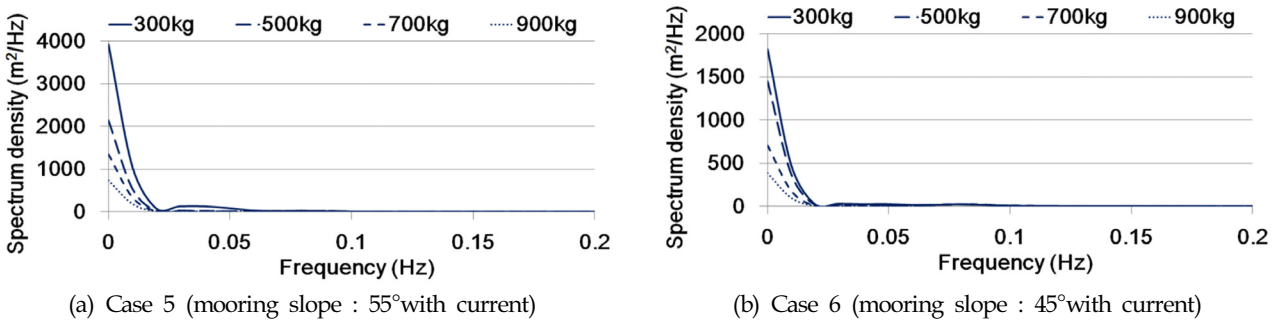 300kg 500kg 700kg 900kg
Spectrum density (m²/Hz)
4000
3000
2000
1000
0
0 0.05 0.1 0.15 0.2
Frequency (Hz)
(a) Case 5 (mooring slope : 55°with current)
300kg 500kg 700kg 900kg
Spectrum density (m²/Hz)
2000
1500
1000
500
0
0 0.05 0.1 0.15 0.2
Frequency (Hz)
(b) Case 6 (mooring slope : 45°with current)